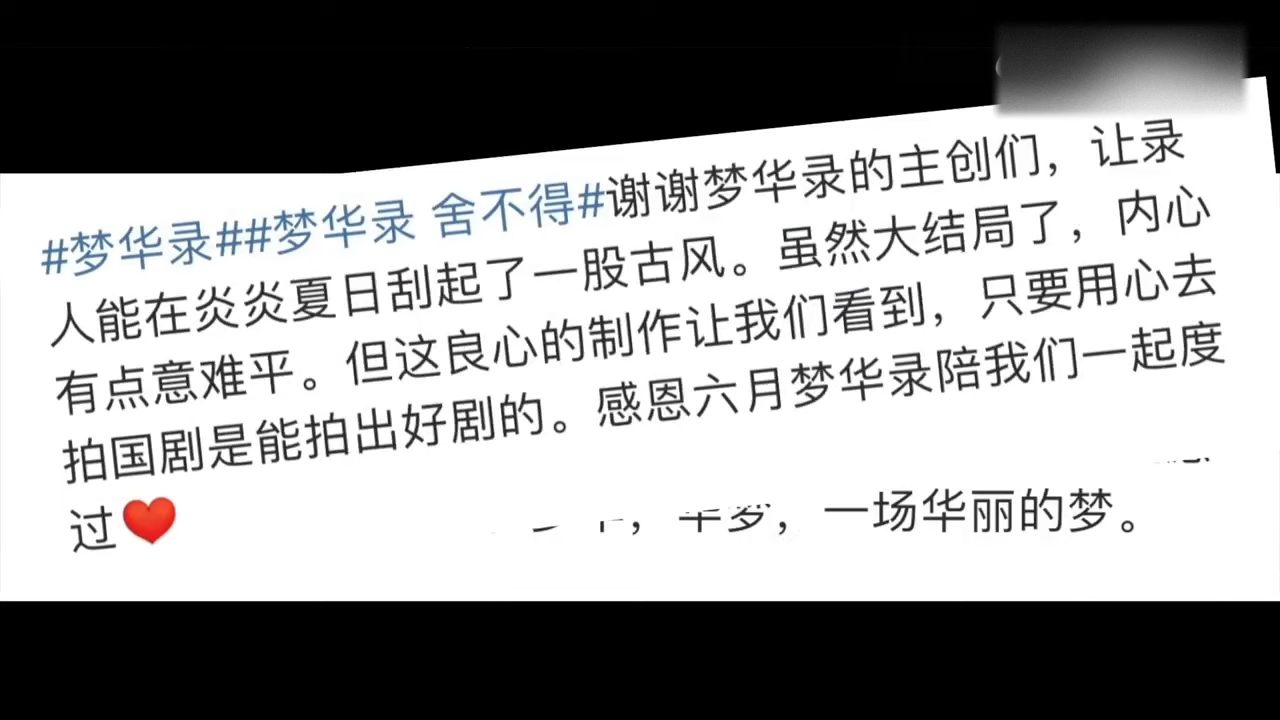 #梦华录##梦华录 舍不得#谢谢梦华录的主创们，让录
人能在炎炎夏日刮起了一股古风。虽然大结局了，内心
有点意难平。但这良心的制作让我们看到，只要用心去
拍国剧是能拍出好剧的。感恩六月梦华录陪我们一起度
过❤️
，华梦，一场华丽的梦。